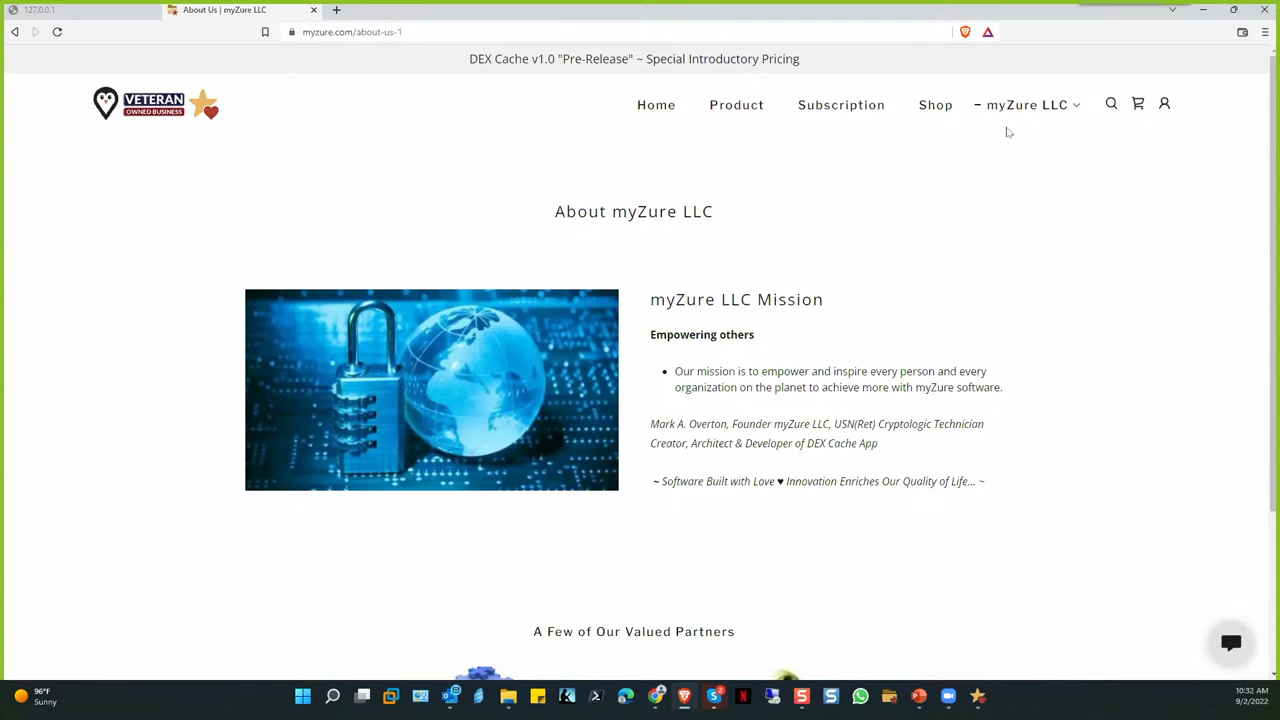 127.0.0.1
About Us | myZure LLC
myzure.com/about-us-1
DEX Cache v1.0 "Pre-Release" ~ Special Introductory Pricing
VETERAN
OWNED BUSINESS
Home
Product
Subscription
Shop
myZure LLC
About myZure LLC
myZure LLC Mission
Empowering others
• Our mission is to empower and inspire every person and every
organization on the planet to achieve more with myZure software.
Mark A. Overton, Founder myZure LLC, USN(Ret) Cryptologic Technician
Creator, Architect & Developer of DEX Cache App
~ Software Built with Love ♥ Innovation Enriches Our Quality of Life... ~
A Few of Our Valued Partners
96°F
Sunny
10:32 AM
9/2/2022